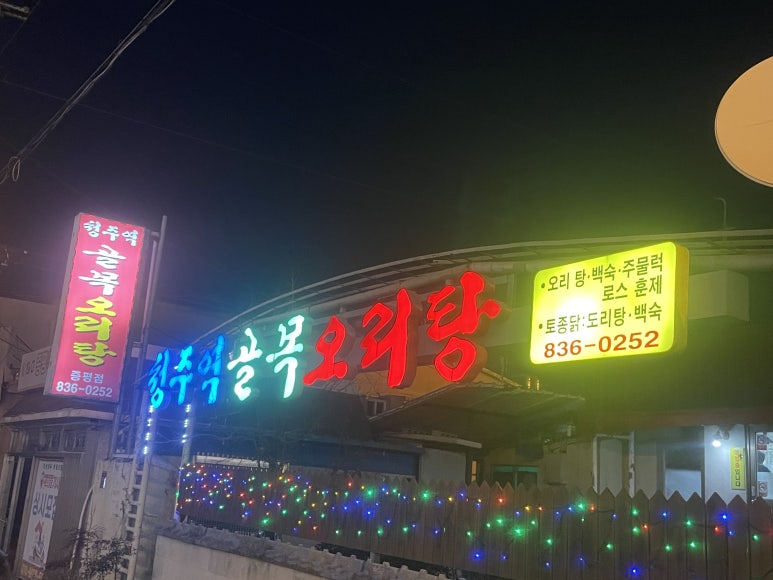 청주역
골목
오리탕
증평점
836-0252
청주역골목오리탕
·오리 탕·백숙·주물럭
로스 훈제
·토종닭:도리탕·백숙
836-0252